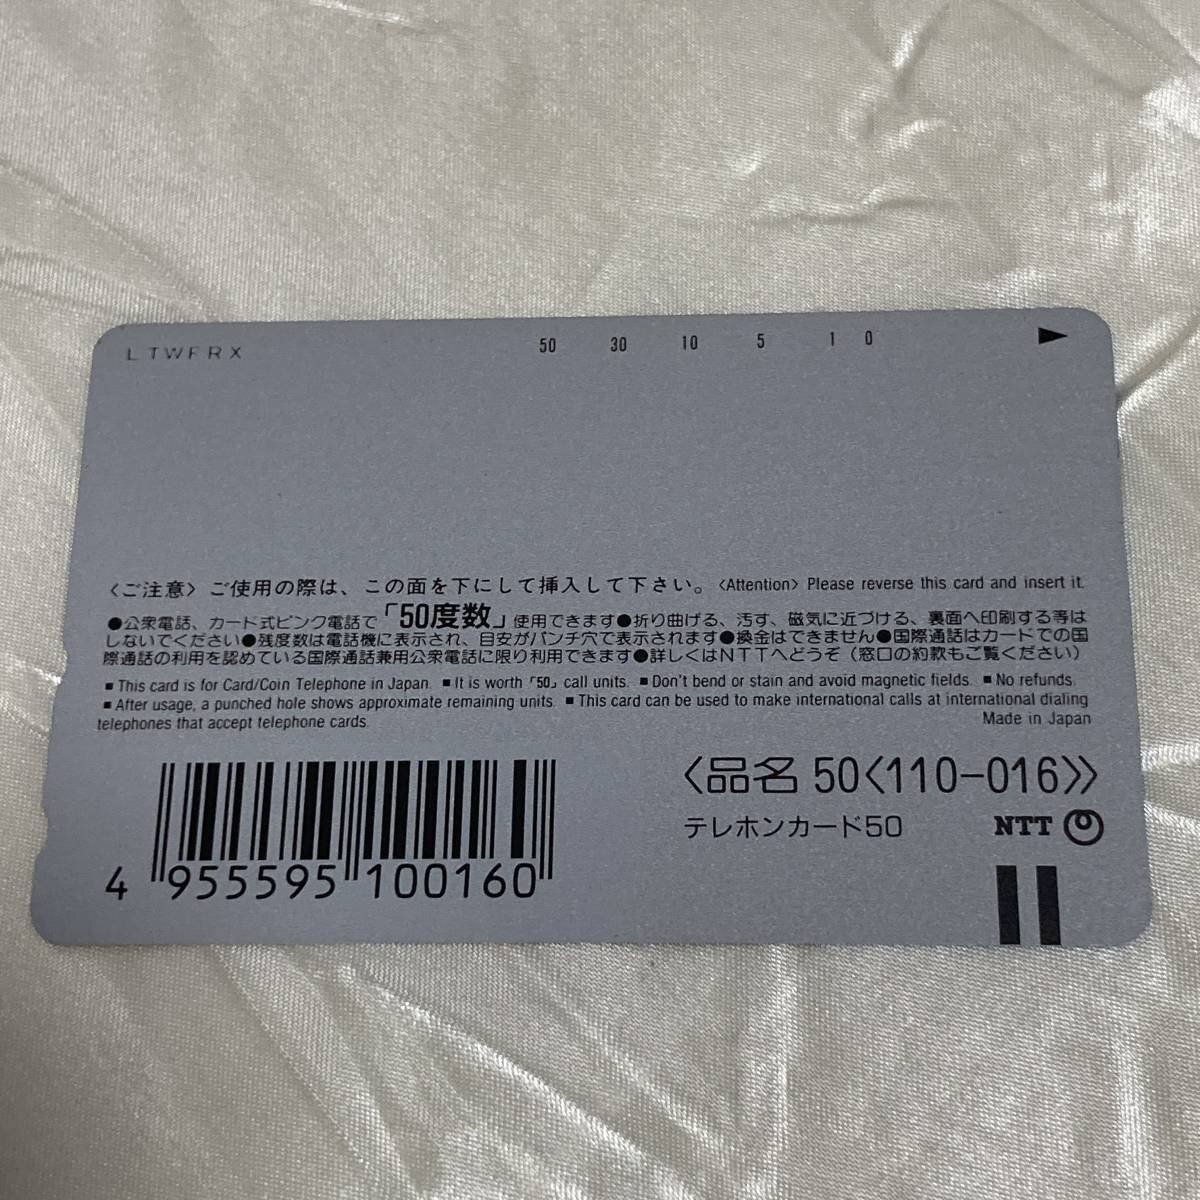 LTWFRX 50 30 10 5 1 0
〈ご注意〉ご使用の際は、この面を下にして挿入して下さい。〈Attention〉Please reverse this card and insert it.
●公衆電話、カード式ピンク電話で「50度数」使用できます●折り曲げる、汚す、磁気に近づける、裏面へ印刷する等は
しないでください●残度数は電話機に表示され、目安がパンチ穴で表示されます●換金はできません●国際通話はカードでの国
際通話の利用を認めている国際通話兼用公衆電話に限り利用できます●詳しくはNTTへどうぞ（窓口の約款もご覧ください）
■ This card is for Card/Coin Telephone in Japan. ■ It is worth「50」call units. ■ Don't bend or stain and avoid magnetic fields. ■ No refunds.
■ After usage, a punched hole shows approximate remaining units. ■ This card can be used to make international calls at international dialing
telephones that accept telephone cards.
Made in Japan
〈品名 50〈110-016〉〉
テレホンカード50 NTT
4 955595 100160